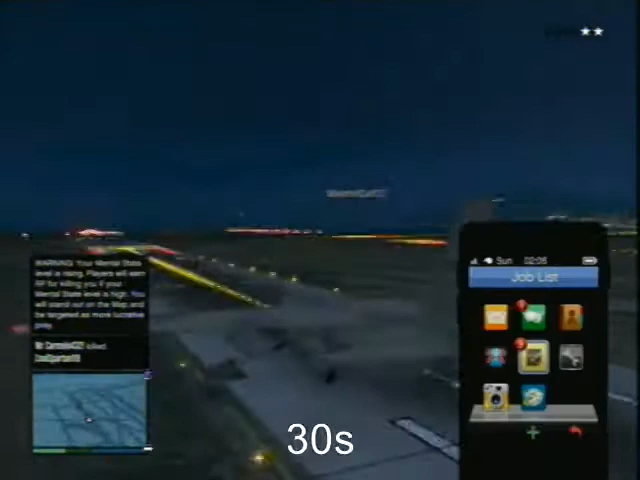 Sun 02:35
Job List
WARNING: Your Mental State
level is rising. Players will earn
RP for killing you if your
Mental State level is high. You
will stand out on the Map and
be targeted as more lucrative
prey.
killed
30s